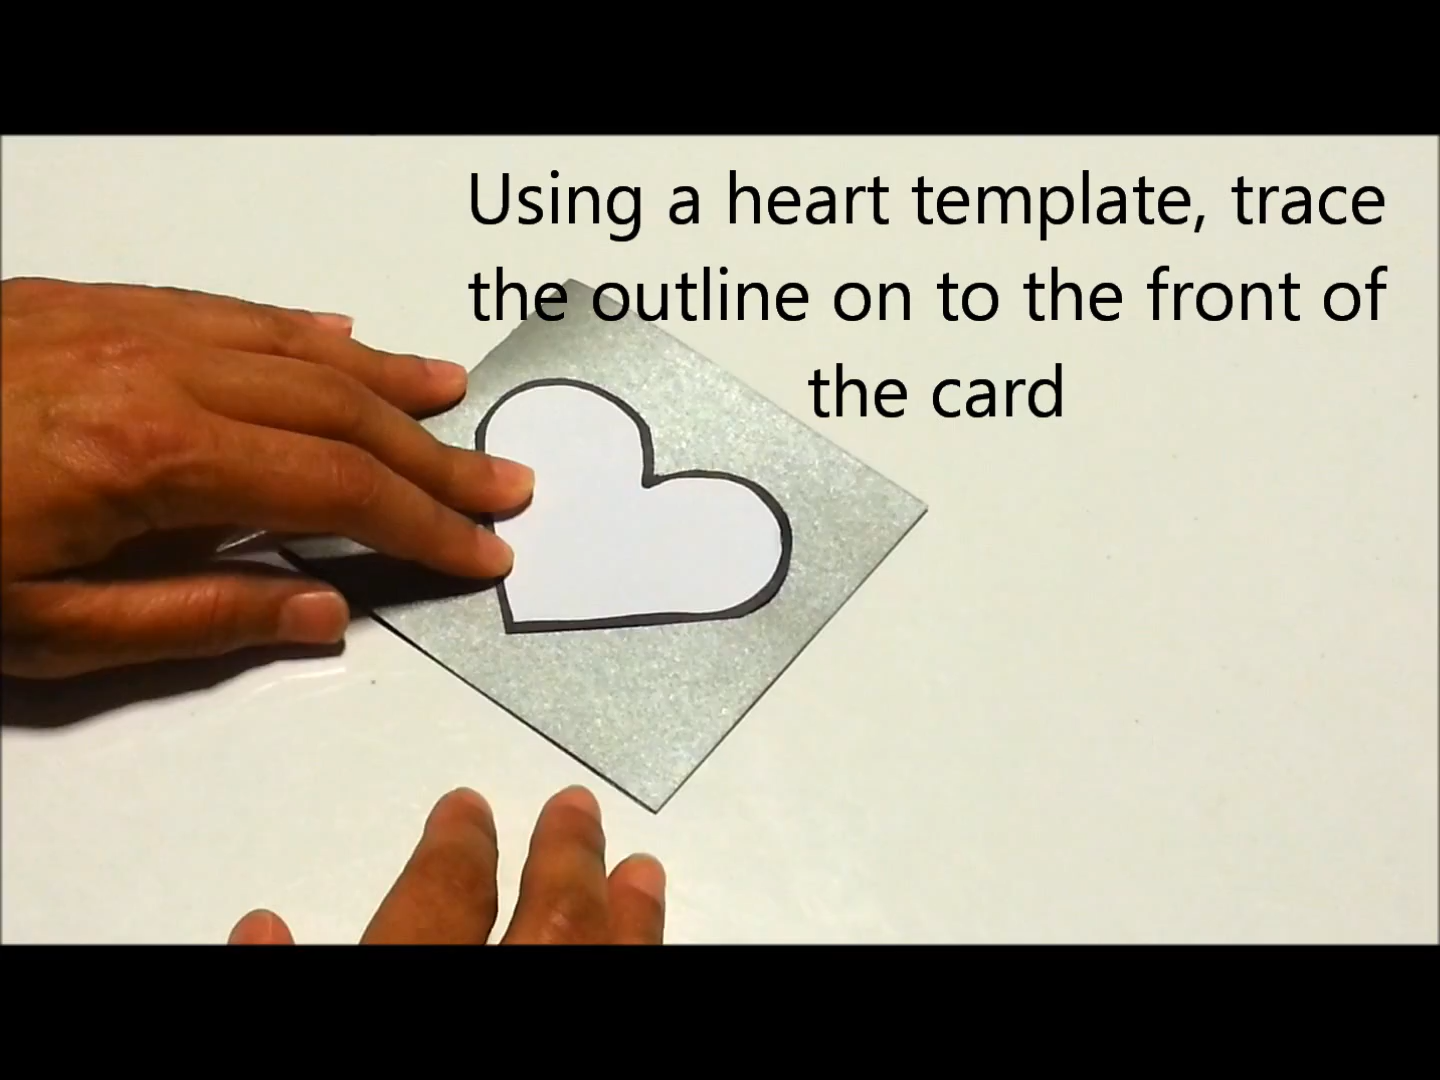 Using a heart template, trace
the outline on to the front of
the card